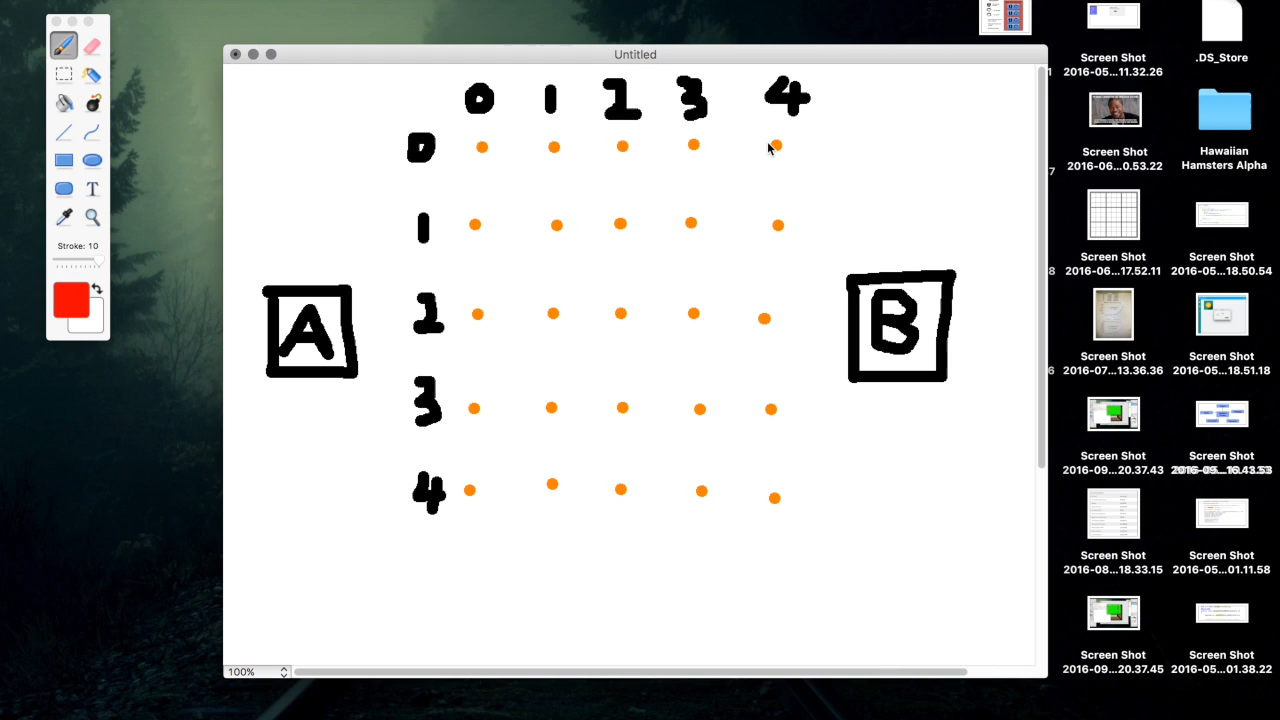 Untitled
0 1 2 3 4
0
1
2
3
4
A
B
Stroke: 10
100%
Screen Shot
2016-05...11.32.26
.DS_Store
Screen Shot
2016-06...0.53.22
Hawaiian
Hamsters Alpha
Screen Shot
2016-06...17.52.11
Screen Shot
2016-05...18.50.54
Screen Shot
2016-07...13.36.36
Screen Shot
2016-05...18.51.18
Screen Shot
2016-09...20.37.43
Screen Shot
Screen Shot
2016-08...18.33.15
Screen Shot
2016-05...01.11.58
Screen Shot
2016-09...20.37.45
Screen Shot
2016-05...01.38.22
T
1
7
8
6